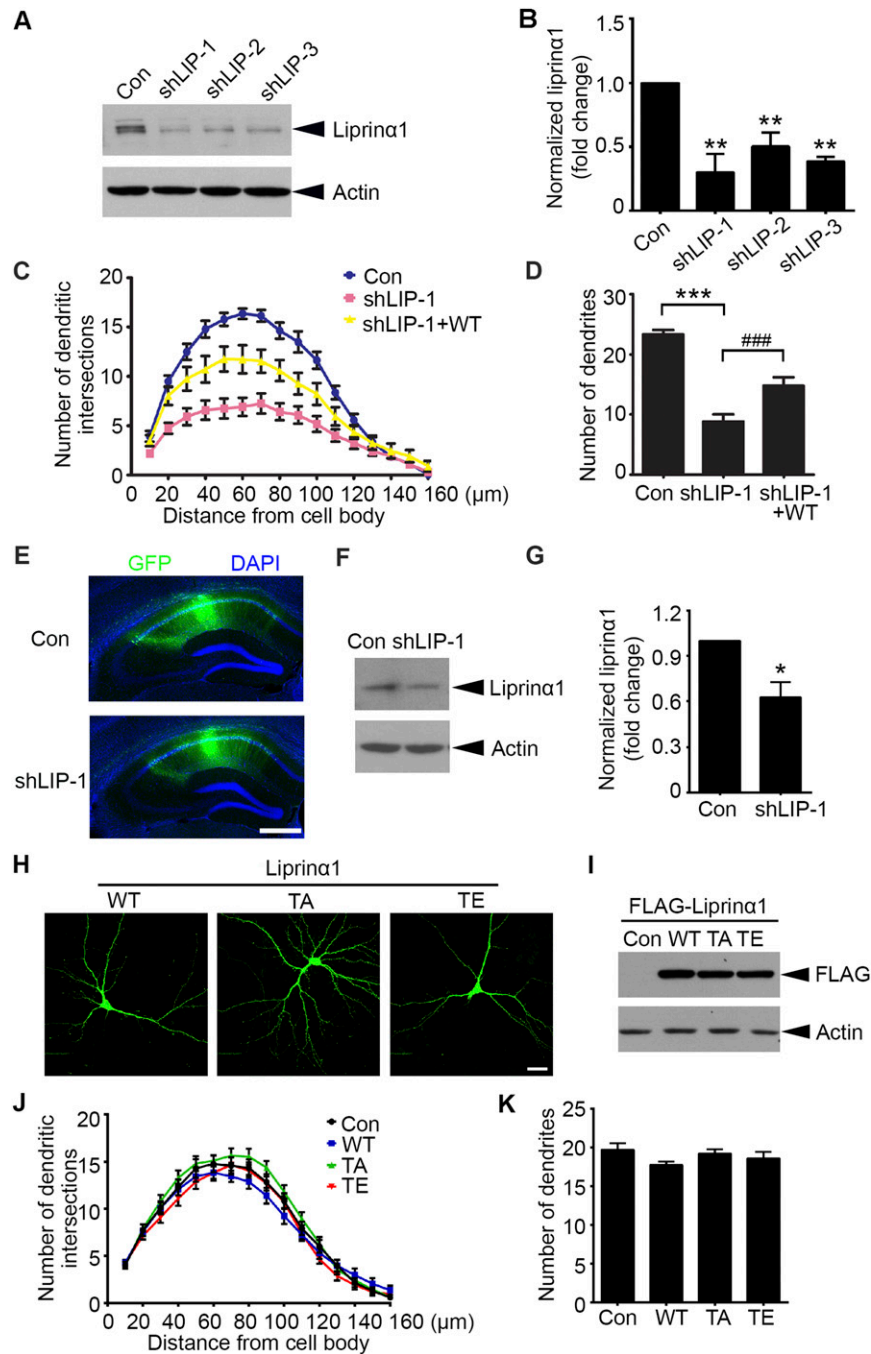 A
Con
shLIP-1
shLIP-2
shLIP-3
Liprinα1
Actin
B
Normalized liprinα1
(fold change)
1.0
0.5
0
**
**
**
Con
shLIP-1
shLIP-2
shLIP-3
C
Number of dendritic
intersections
20
15
10
5
0
Con
shLIP-1
shLIP-1+WT
0 20 40 60 80 100 120 140 160 (μm)
Distance from cell body
D
Number of dendrites
30
20
10
0
***
###
Con shLIP-1 shLIP-1
+WT
E
GFP DAPI
Con
shLIP-1
F
Con shLIP-1
Liprinα1
Actin
G
Normalized liprinα1
(fold change)
1.2
0.9
0.6
0.3
0
*
Con shLIP-1
H
Liprinα1
WT TA TE
I
FLAG-Liprinα1
Con WT TA TE
FLAG
Actin
J
Number of dendritic
intersections
20
15
10
5
0
Con
WT
TA
TE
0 20 40 60 80 100 120 140 160 (μm)
Distance from cell body
K
Number of dendrites
25
20
15
10
5
0
Con WT TA TE